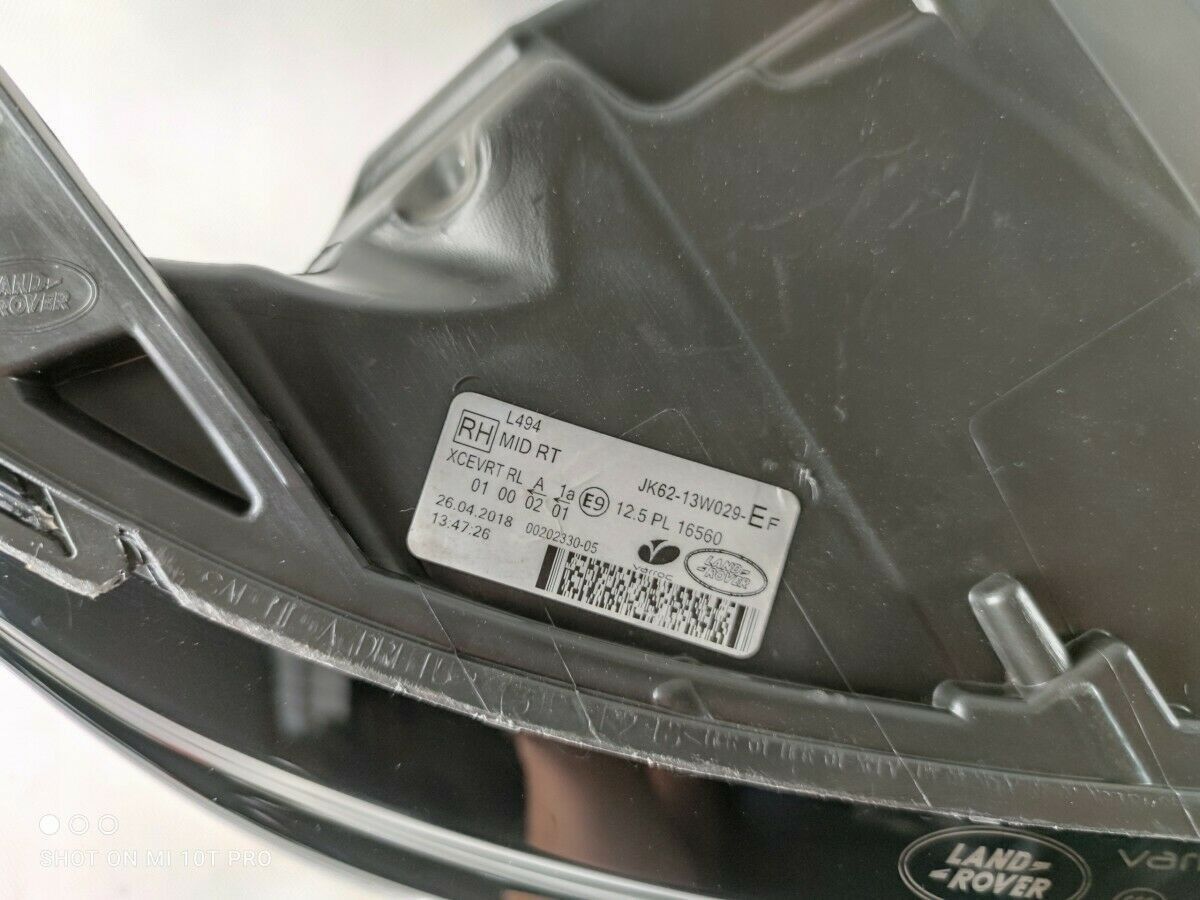 LAND
ROVER
L494
RH MID RT
XCEVRT RL A 1a E9 12.5 PL 16560
01 00 02 01
JK62-13W029-EF
26.04.2018 00202330-05
13.47.26
varroc
LAND
ROVER
LAND
ROVER
SHOT ON MI 10T PRO